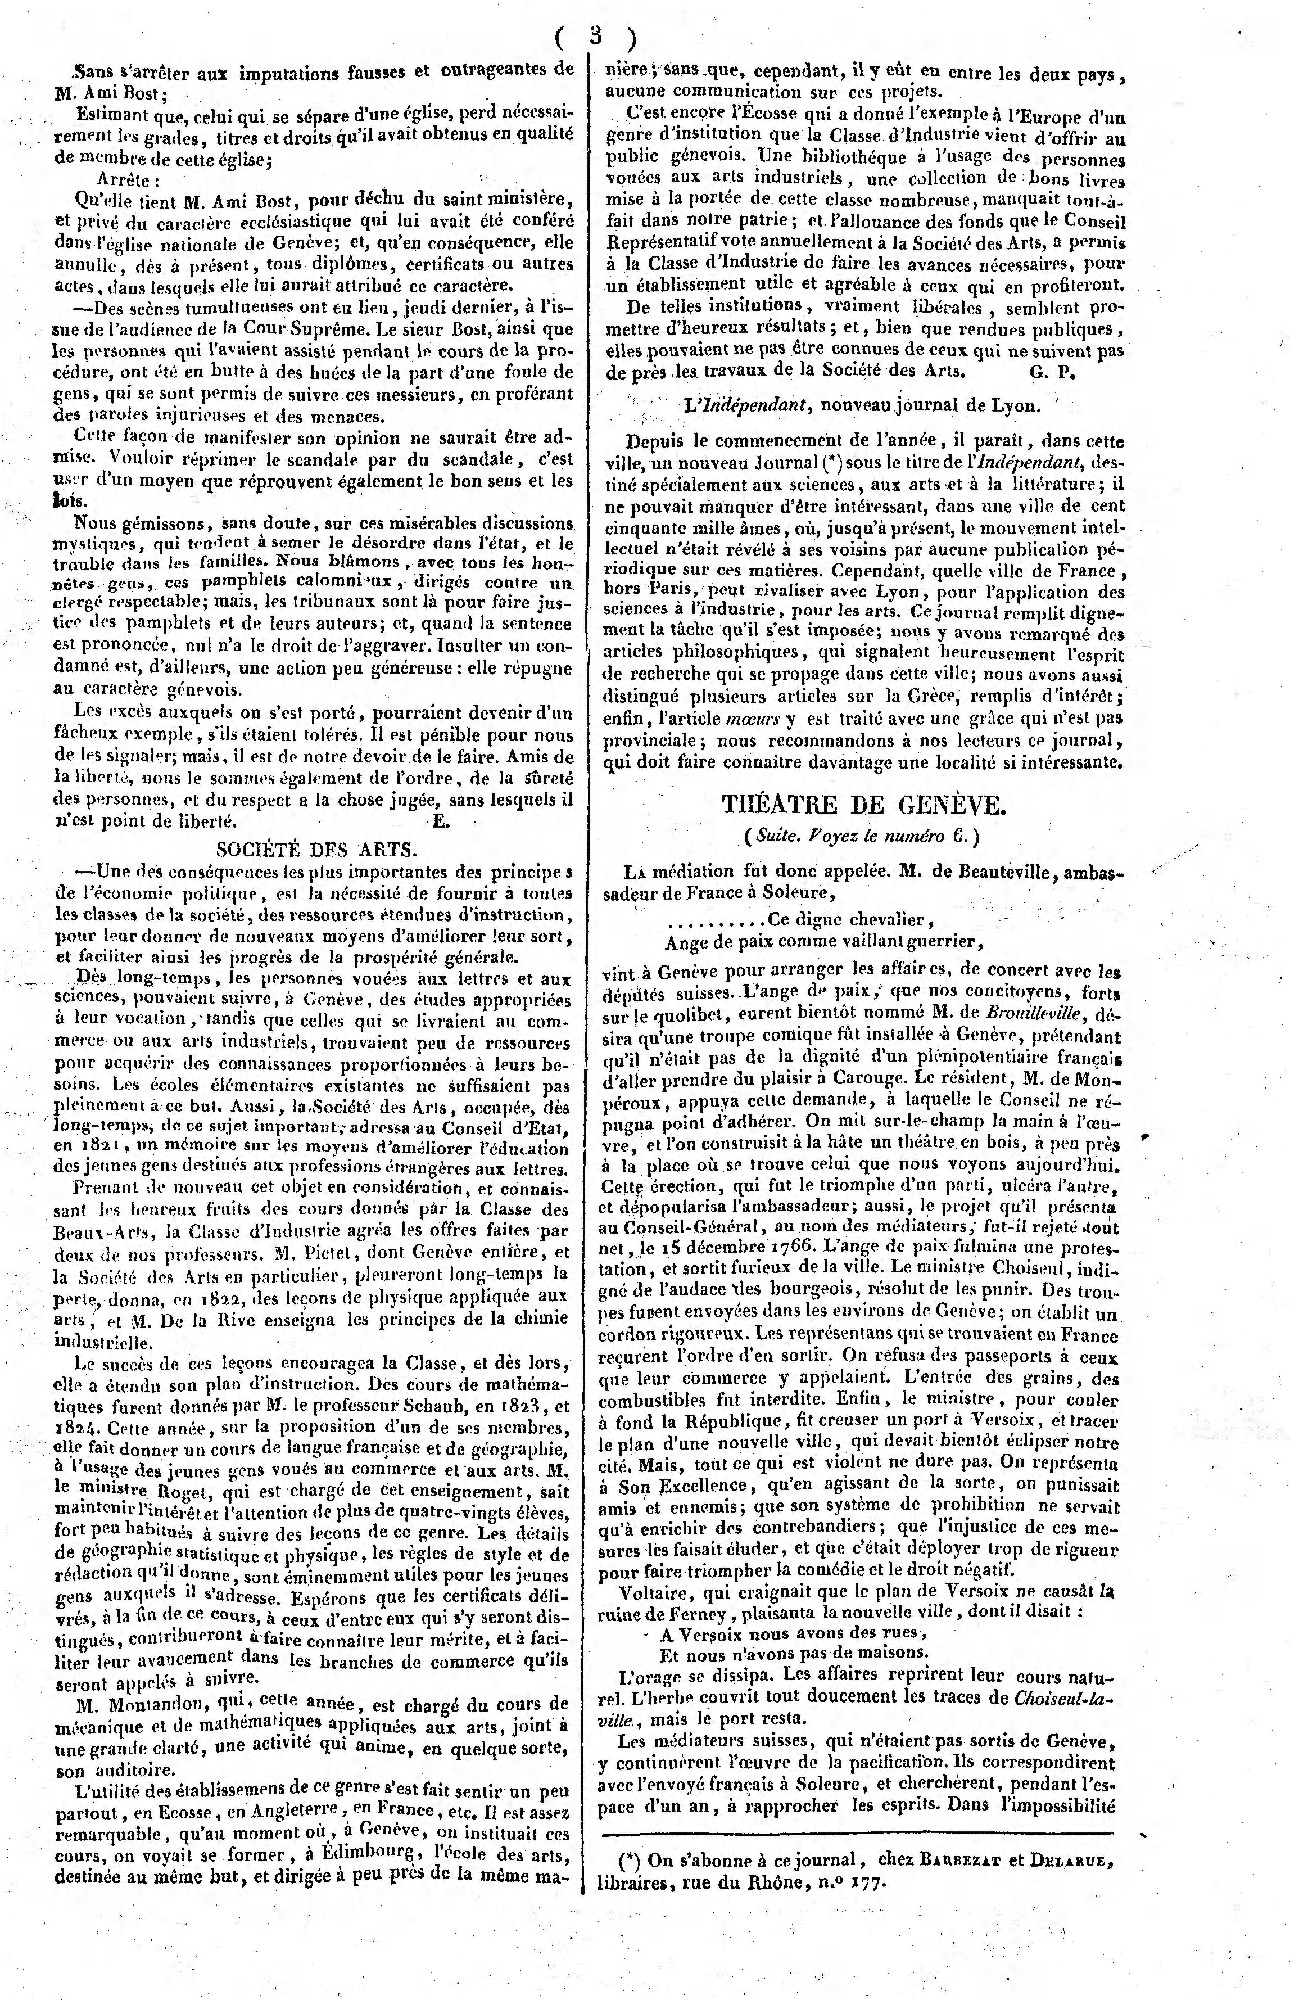 ( 3 )
Sans s'arrêter aux imputations fausses et outrageantes de
M. Ami Bost;
Estimant que, celui qui se sépare d'une église, perd nécessai-
rement les grades, titres et droits qu'il avait obtenus en qualité
de membre de cette église;
Arrête :
Qu'elle tient M. Ami Bost, pour déchu du saint ministère,
et privé du caractère ecclésiastique qui lui avait été conféré
dans l'église nationale de Genève; et, qu'en conséquence, elle
annulle, dès à présent, tous diplômes, certificats ou autres
actes, dans lesquels elle lui aurait attribué ce caractère.
—Des scènes tumultueuses ont eu lieu, jeudi dernier, à l'is-
sue de l'audience de la Cour Suprême. Le sieur Bost, ainsi que
les personnes qui l'avaient assisté pendant le cours de la pro-
cédure, ont été en butte à des huées de la part d'une foule de
gens, qui se sont permis de suivre ces messieurs, en proférant
des paroles injurieuses et des menaces.
Cette façon de manifester son opinion ne saurait être ad-
mise. Vouloir réprimer le scandale par du scandale, c'est
user d'un moyen que réprouvent également le bon sens et les
lois.
Nous gémissons, sans doute, sur ces misérables discussions
mystiques, qui tendent à semer le désordre dans l'état, et le
trouble dans les familles. Nous blâmons, avec tous les hon-
nêtes gens, ces pamphlets calomnieux, dirigés contre un
clergé respectable; mais, les tribunaux sont là pour faire jus-
tice des pamphlets et de leurs auteurs; et, quand la sentence
est prononcée, nul n'a le droit de l'aggraver. Insulter un con-
damné est, d'ailleurs, une action peu généreuse : elle répugne
au caractère génevois.
Les excès auxquels on s'est porté, pourraient devenir d'un
fâcheux exemple, s'ils étaient tolérés. Il est pénible pour nous
de les signaler; mais, il est de notre devoir de le faire. Amis de
la liberté, nous le sommes également de l'ordre, de la sûreté
des personnes, et du respect a la chose jugée, sans lesquels il
n'est point de liberté. E.
SOCIÉTÉ DES ARTS.
—Une des conséquences les plus importantes des principes
de l'économie politique, est la nécessité de fournir à toutes
les classes de la société, des ressources étendues d'instruction,
pour leur donner de nouveaux moyens d'améliorer leur sort,
et faciliter ainsi les progrès de la prospérité générale.
Dès long-temps, les personnes vouées aux lettres et aux
sciences, pouvaient suivre, à Genève, des études appropriées
à leur vocation, tandis que celles qui se livraient au com-
merce ou aux arts industriels, trouvaient peu de ressources
pour acquérir des connaissances proportionnées à leurs be-
soins. Les écoles élémentaires existantes ne suffisaient pas
pleinement à ce but. Aussi, la Société des Arts, occupée, dès
long-temps, de ce sujet important, adressa au Conseil d'Etat,
en 1821, un mémoire sur les moyens d'améliorer l'éducation
des jeunes gens destinés aux professions étrangères aux lettres.
Prenant de nouveau cet objet en considération, et connais-
sant les heureux fruits des cours donnés par la Classe des
Beaux-Arts, la Classe d'Industrie agréa les offres faites par
deux de nos professeurs. M. Pictet, dont Genève entière, et
la Société des Arts en particulier, pleureront long-temps la
perte, donna, en 1822, des leçons de physique appliquée aux
arts, et M. De la Rive enseigna les principes de la chimie
industrielle.
Le succès de ces leçons encouragea la Classe, et dès lors,
elle a étendu son plan d'instruction. Des cours de mathéma-
tiques furent donnés par M. le professeur Schaub, en 1823, et
1824. Cette année, sur la proposition d'un de ses membres,
elle fait donner un cours de langue française et de géographie,
à l'usage des jeunes gens voués au commerce et aux arts. M.
le ministre Roget, qui est chargé de cet enseignement, sait
maintenir l'intérêt et l'attention de plus de quatre-vingts élèves,
fort peu habitués à suivre des leçons de ce genre. Les détails
de géographie statistique et physique, les règles de style et de
rédaction qu'il donne, sont éminemment utiles pour les jeunes
gens auxquels il s'adresse. Espérons que les certificats déli-
vrés, à la fin de ce cours, à ceux d'entre eux qui s'y seront dis-
tingués, contribueront à faire connaître leur mérite, et à faci-
liter leur avancement dans les branches de commerce qu'ils
seront appelés à suivre.
M. Montandon, qui, cette année, est chargé du cours de
mécanique et de mathématiques appliquées aux arts, joint à
une grande clarté, une activité qui anime, en quelque sorte,
son auditoire.
L'utilité des établissemens de ce genre s'est fait sentir un peu
partout, en Ecosse, en Angleterre, en France, etc. Il est assez
remarquable, qu'au moment où, à Genève, on instituait ces
cours, on voyait se former, à Édimbourg, l'école des arts,
destinée au même but, et dirigée à peu près de la même ma-
nière; sans que, cependant, il y eût eu entre les deux pays,
aucune communication sur ces projets.
C'est encore l'Écosse qui a donné l'exemple à l'Europe d'un
genre d'institution que la Classe d'Industrie vient d'offrir au
public génevois. Une bibliothéque à l'usage des personnes
vouées aux arts industriels, une collection de bons livres
mise à la portée de cette classe nombreuse, manquait tout-à-
fait dans notre patrie; et l'allouance des fonds que le Conseil
Représentatif vote annuellement à la Société des Arts, a permis
à la Classe d'Industrie de faire les avances nécessaires, pour
un établissement utile et agréable à ceux qui en profiteront.
De telles institutions, vraiment libérales, semblent pro-
mettre d'heureux résultats; et, bien que rendues publiques,
elles pouvaient ne pas être connues de ceux qui ne suivent pas
de près les travaux de la Société des Arts. G. P.
L'Indépendant, nouveau journal de Lyon.
Depuis le commencement de l'année, il paraît, dans cette
ville, un nouveau Journal (*) sous le titre de l'Indépendant, des-
tiné spécialement aux sciences, aux arts et à la littérature; il
ne pouvait manquer d'être intéressant, dans une ville de cent
cinquante mille âmes, où, jusqu'à présent, le mouvement intel-
lectuel n'était révélé à ses voisins par aucune publication pé-
riodique sur ces matières. Cependant, quelle ville de France,
hors Paris, peut rivaliser avec Lyon, pour l'application des
sciences à l'industrie, pour les arts. Ce journal remplit digne-
ment la tâche qu'il s'est imposée; nous y avons remarqué des
articles philosophiques, qui signalent heureusement l'esprit
de recherche qui se propage dans cette ville; nous avons aussi
distingué plusieurs articles sur la Grèce, remplis d'intérêt;
enfin, l'article mœurs y est traité avec une grâce qui n'est pas
provinciale; nous recommandons à nos lecteurs ce journal,
qui doit faire connaitre davantage une localité si intéressante.
THÉATRE DE GENÈVE.
( Suite. Voyez le numéro 6. )
LA médiation fut donc appelée. M. de Beauteville, ambas-
sadeur de France à Soleure,
..........Ce digne chevalier,
Ange de paix comme vaillant guerrier,
vint à Genève pour arranger les affaires, de concert avec les
députés suisses. L'ange de paix, que nos concitoyens, forts
sur le quolibet, eurent bientôt nommé M. de Brouilleville, dé-
sira qu'une troupe comique fût installée à Genève, prétendant
qu'il n'était pas de la dignité d'un plénipotentiaire français
d'aller prendre du plaisir à Carouge. Le résident, M. de Mon-
péroux, appuya cette demande, à laquelle le Conseil ne ré-
pugna point d'adhérer. On mit sur-le-champ la main à l'œu-
vre, et l'on construisit à la hâte un théâtre en bois, à peu près
à la place où se trouve celui que nous voyons aujourd'hui.
Cette érection, qui fut le triomphe d'un parti, ulcéra l'autre,
et dépopularisa l'ambassadeur; aussi, le projet qu'il présenta
au Conseil-Général, au nom des médiateurs, fut-il rejeté tout
net, le 15 décembre 1766. L'ange de paix fulmina une protes-
tation, et sortit furieux de la ville. Le ministre Choiseul, indi-
gné de l'audace des bourgeois, résolut de les punir. Des trou-
pes furent envoyées dans les environs de Genève; on établit un
cordon rigoureux. Les représentans qui se trouvaient en France
reçurent l'ordre d'en sortir. On refusa des passeports à ceux
que leur commerce y appelaient. L'entrée des grains, des
combustibles fut interdite. Enfin, le ministre, pour couler
à fond la République, fit creuser un port à Versoix, et tracer
le plan d'une nouvelle ville, qui devait bientôt éclipser notre
cité. Mais, tout ce qui est violent ne dure pas. On représenta
à Son Excellence, qu'en agissant de la sorte, on punissait
amis et ennemis; que son système de prohibition ne servait
qu'à enrichir des contrebandiers; que l'injustice de ces me-
sures les faisait éluder, et que c'était déployer trop de rigueur
pour faire triompher la comédie et le droit négatif.
Voltaire, qui craignait que le plan de Versoix ne causât la
ruine de Ferney, plaisanta la nouvelle ville, dont il disait :
A Versoix nous avons des rues,
Et nous n'avons pas de maisons.
L'orage se dissipa. Les affaires reprirent leur cours natu-
rel. L'herbe couvrit tout doucement les traces de Choiseul-la-
ville, mais le port resta.
Les médiateurs suisses, qui n'étaient pas sortis de Genève,
y continuèrent l'œuvre de la pacification. Ils correspondirent
avec l'envoyé français à Soleure, et cherchèrent, pendant l'es-
pace d'un an, à rapprocher les esprits. Dans l'impossibilité
(*) On s'abonne à ce journal, chez BARBEZAT et DELARUE,
libraires, rue du Rhône, n.º 177.